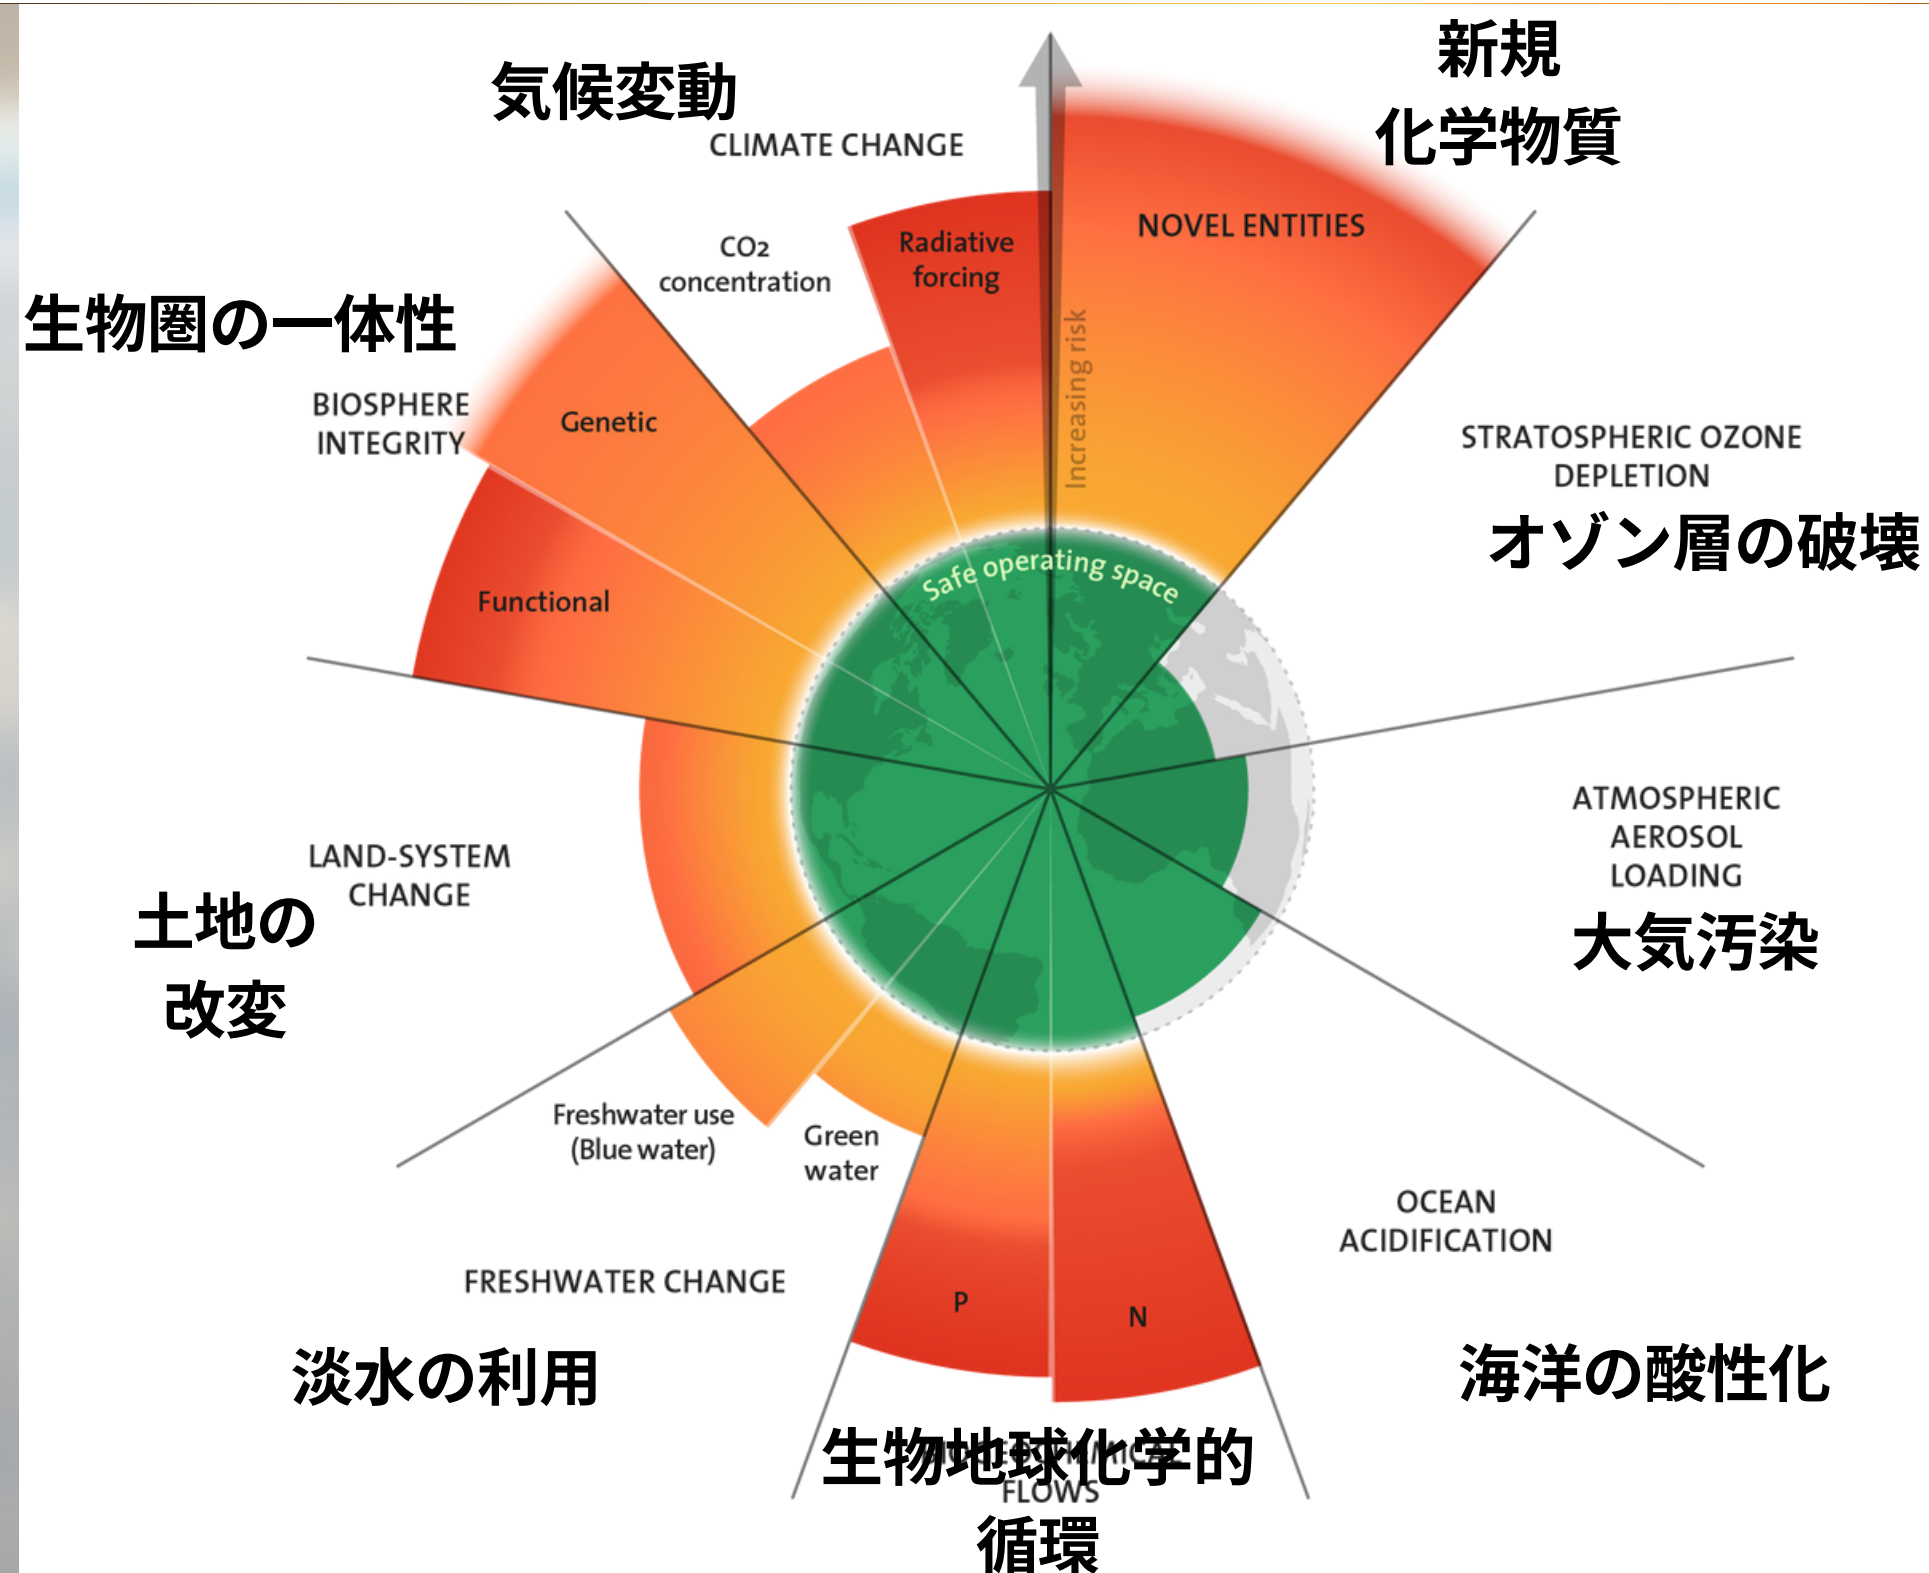 気候変動
CLIMATE CHANGE
新規
化学物質
NOVEL ENTITIES
CO2
concentration
Radiative
forcing
Increasing risk
生物圏の一体性
BIOSPHERE
INTEGRITY
Genetic
Functional
STRATOSPHERIC OZONE
DEPLETION
オゾン層の破壊
Safe operating space
LAND-SYSTEM
CHANGE
土地の
改変
ATMOSPHERIC
AEROSOL
LOADING
大気汚染
Freshwater use
(Blue water)
Green
water
FRESHWATER CHANGE
淡水の利用
P
N
OCEAN
ACIDIFICATION
海洋の酸性化
生物地球化学的
BIOGEOCHEMICAL
FLOWS
循環